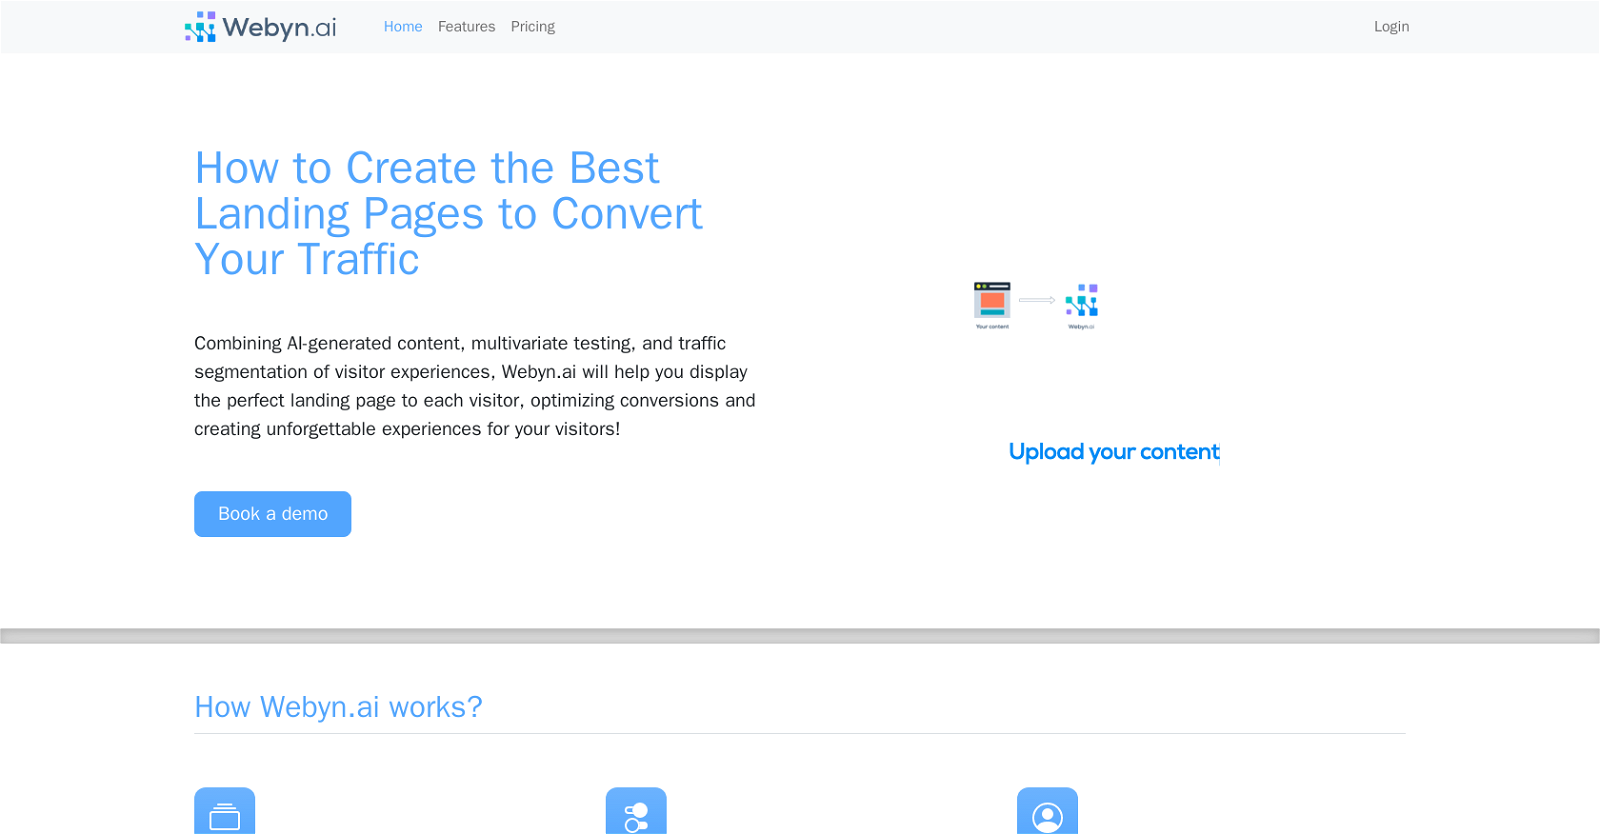 Webyn.ai Home Features Pricing Login
How to Create the Best
Landing Pages to Convert
Your Traffic
Combining AI-generated content, multivariate testing, and traffic
segmentation of visitor experiences, Webyn.ai will help you display
the perfect landing page to each visitor, optimizing conversions and
creating unforgettable experiences for your visitors!
Book a demo
Your content Webyn.ai
Upload your content
How Webyn.ai works?